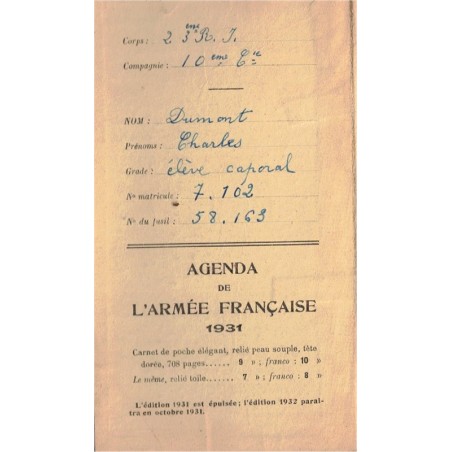 Corps : 23ème R. I.
Compagnie : 10ème Cie
NOM : Dumont
Prénoms : Charles
Grade : élève caporal
No matricule : 7.102
No du fusil : 58.163
AGENDA
DE
L'ARMÉE FRANÇAISE
1931
Carnet de poche élégant, relié peau souple, tête
dorée, 708 pages...... 9 » ; franco : 10 »
Le même, relié toile....... 7 » ; franco : 8 »
L'édition 1931 est épuisée ; l'édition 1932 paraî-
tra en octobre 1931.